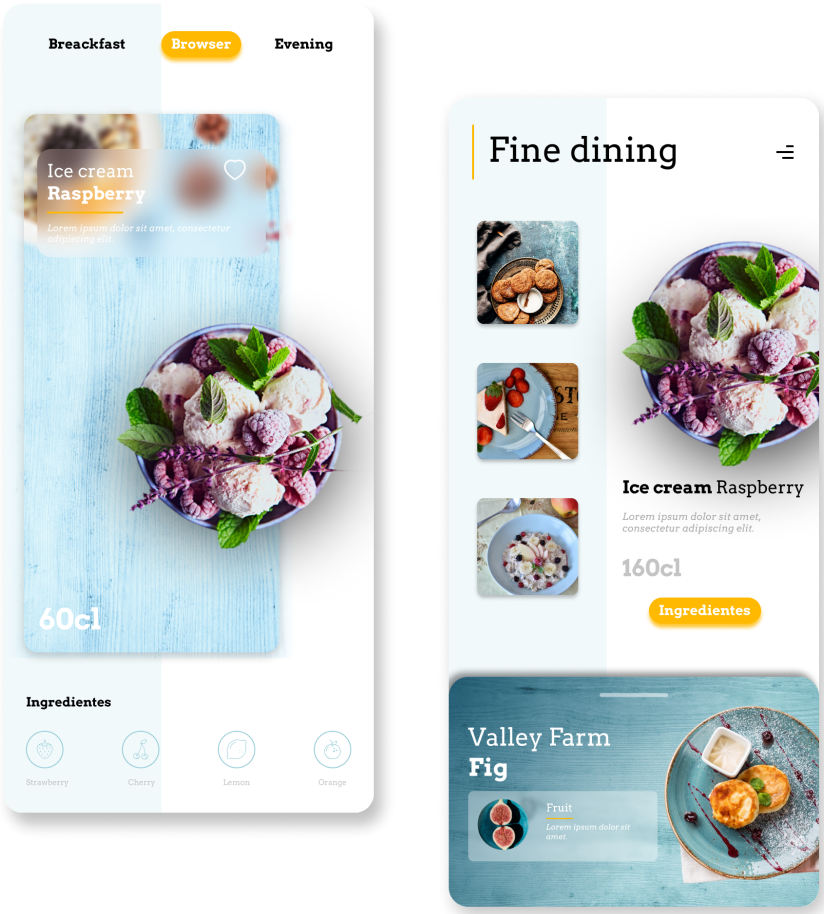 Breackfast
Browser
Evening
Ice cream
Raspberry
Lorem ipsum dolor sit amet, consectetur
adipiscing elit
60cl
Ingredientes
Strawberry
Cherry
Lemon
Orange
Fine dining
Ice cream Raspberry
Lorem ipsum dolor sit amet,
consectetur adipiscing elit.
160cl
Ingredientes
Valley Farm
Fig
Fruit
Lorem ipsum dolor sit
amet.